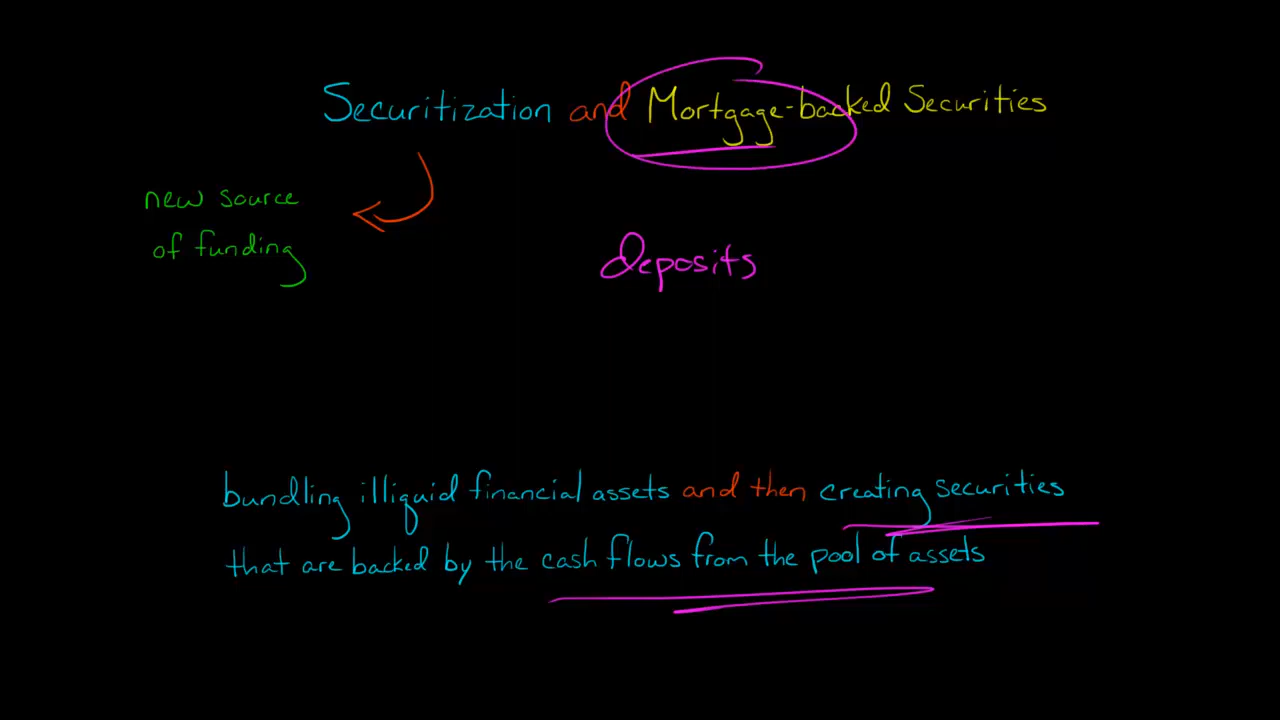 Securitization and Mortgage-backed Securities
new source
of funding
deposits
bundling illiquid financial assets and then creating securities
that are backed by the cash flows from the pool of assets